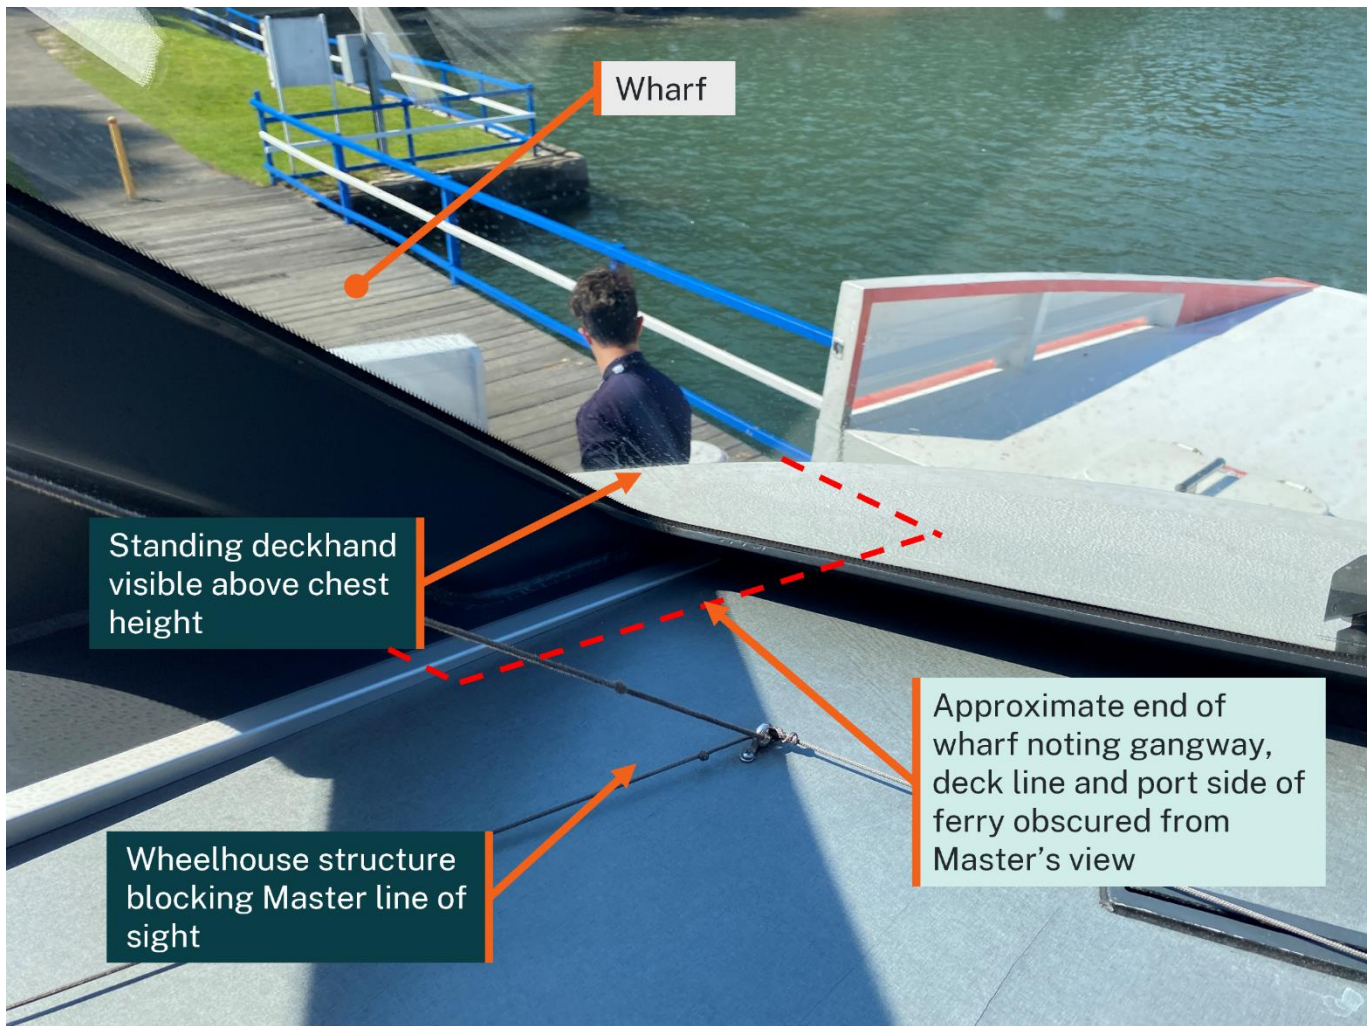 Wharf
Standing deckhand
visible above chest
height
Approximate end of
wharf noting gangway,
deck line and port side of
ferry obscured from
Master’s view
Wheelhouse structure
blocking Master line of
sight